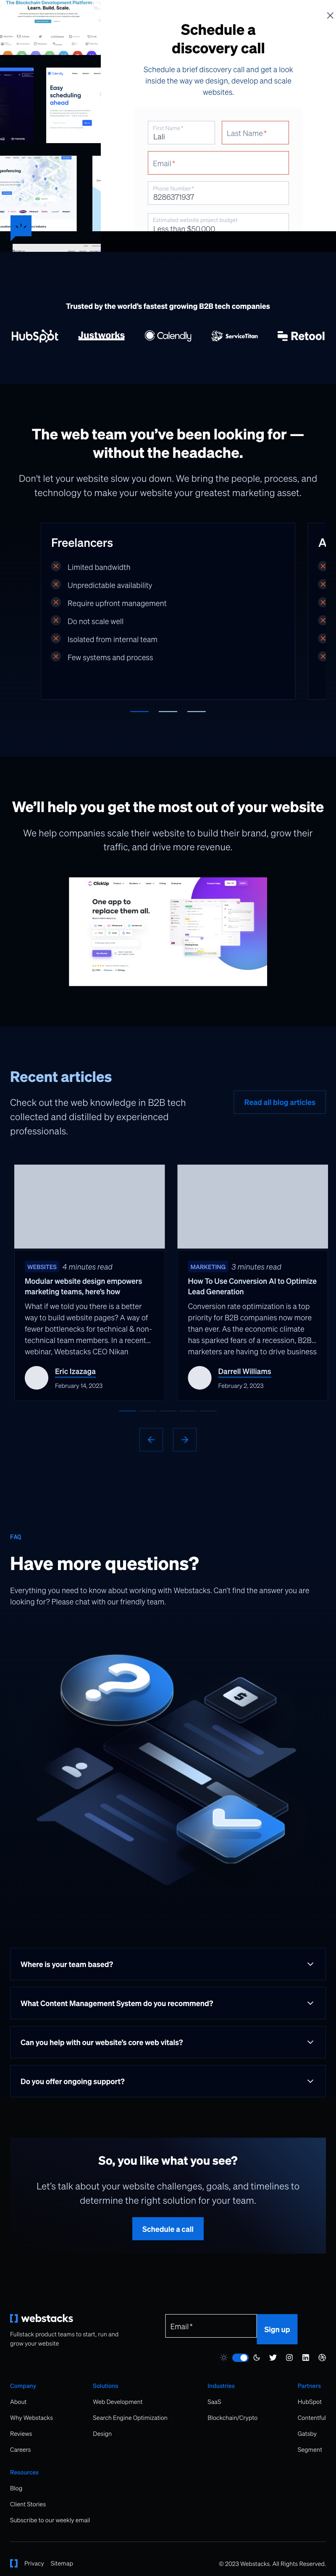 The Blockchain Development Platform
Learn. Build. Scale.
Schedule a
discovery call
Schedule a brief discovery call and get a look
inside the way we design, develop and scale
websites.
First Name*
Lali
Last Name*
Email*
Phone Number*
8286371937
Estimated website project budget
Less than $50,000
Calendly
Easy
scheduling
ahead
Trusted by the world's fastest growing B2B tech companies
HubSpot
Justworks
Calendly
ServiceTitan
Retool
The web team you've been looking for —
without the headache.
Don't let your website slow you down. We bring the people, process, and
technology to make your website your greatest marketing asset.
Freelancers
A
Limited bandwidth
Unpredictable availability
Require upfront management
Do not scale well
Isolated from internal team
Few systems and process
We'll help you get the most out of your website
We help companies scale their website to build their brand, grow their
traffic, and drive more revenue.
ClickUp
One app to
replace them all.
Recent articles
Check out the web knowledge in B2B tech
collected and distilled by experienced
professionals.
Read all blog articles
WEBSITES 4 minutes read
Modular website design empowers
marketing teams, here's how
What if we told you there is a better
way to build website pages? A way of
fewer bottlenecks for technical & non-
technical team members. In a recent...
webinar, Webstacks CEO Nikan
Eric Izazaga
February 14, 2023
MARKETING 3 minutes read
How To Use Conversion AI to Optimize
Lead Generation
Conversion rate optimization is a top
priority for B2B companies now more
than ever. As the economic climate
has sparked fears of a recession, B2B...
marketers are having to drive business
Darrell Williams
February 2, 2023
FAQ
Have more questions?
Everything you need to know about working with Webstacks. Can't find the answer you are
looking for? Please chat with our friendly team.
Where is your team based?
What Content Management System do you recommend?
Can you help with our website's core web vitals?
Do you offer ongoing support?
So, you like what you see?
Let's talk about your website challenges, goals, and timelines to
determine the right solution for your team.
Schedule a call
webstacks
Fullstack product teams to start, run and
grow your website
Email*
Sign up
Company
About
Why Webstacks
Reviews
Careers
Solutions
Web Development
Search Engine Optimization
Design
Industries
SaaS
Blockchain/Crypto
Partners
HubSpot
Contentful
Gatsby
Segment
Resources
Blog
Client Stories
Subscribe to our weekly email
Privacy
Sitemap
© 2023 Webstacks. All Rights Reserved.